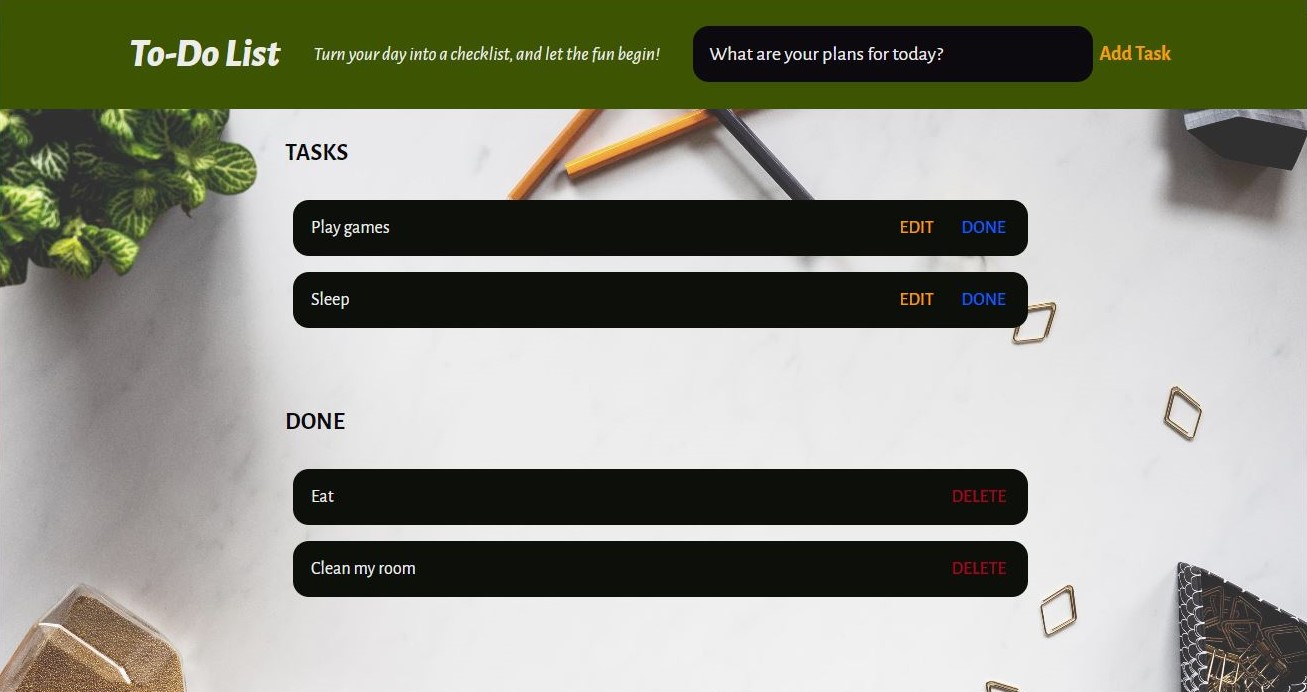 To-Do List Turn your day into a checklist, and let the fun begin! What are your plans for today? Add Task
TASKS
Play games EDIT DONE
Sleep EDIT DONE
DONE
Eat DELETE
Clean my room DELETE